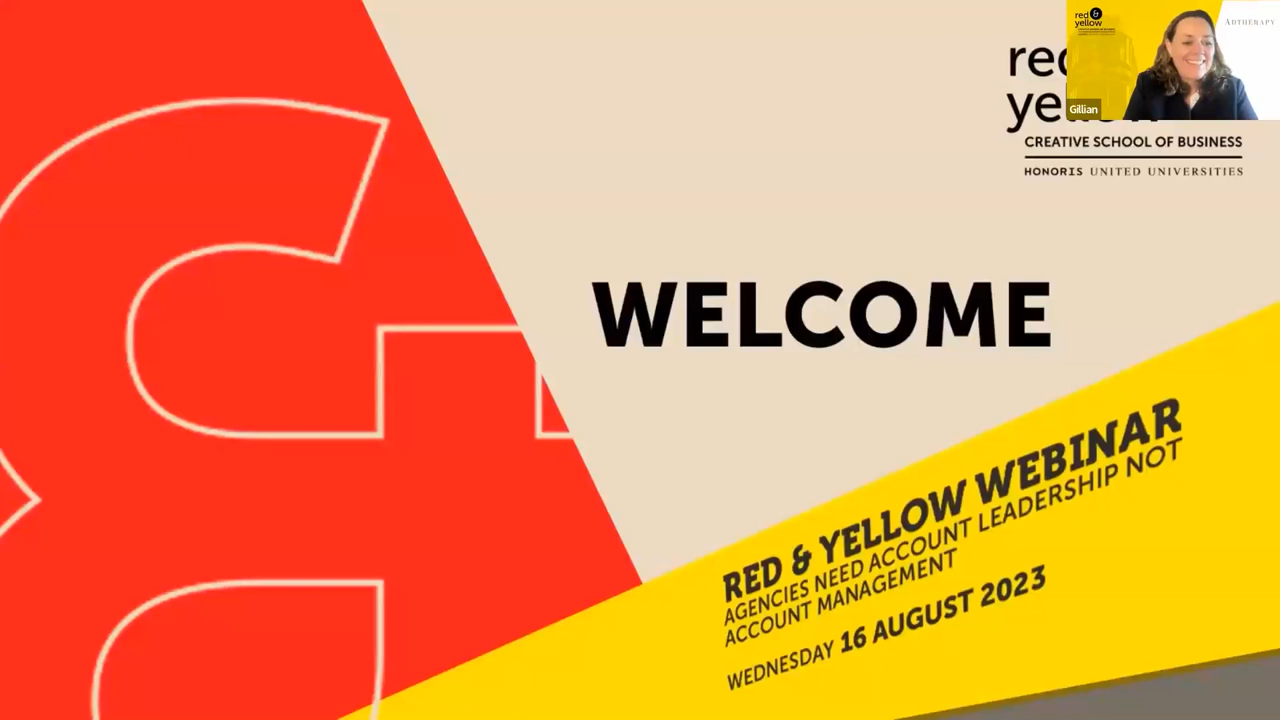 red
&
yellow
ADTHERAPY
Gillian
CREATIVE SCHOOL OF BUSINESS
HONORIS UNITED UNIVERSITIES
WELCOME
RED & YELLOW WEBINAR
AGENCIES NEED ACCOUNT LEADERSHIP NOT
ACCOUNT MANAGEMENT
WEDNESDAY 16 AUGUST 2023